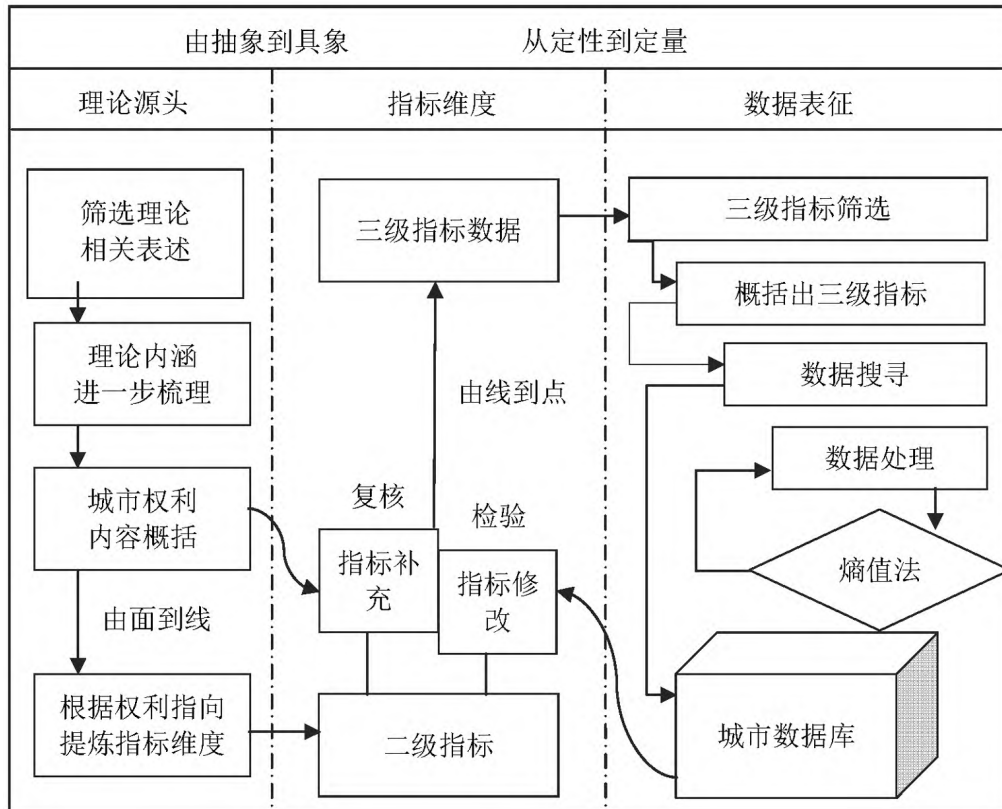 由抽象到具象
从定性到定量
理论源头
指标维度
数据表征
筛选理论
相关表述
理论内涵
进一步梳理
城市权利
内容概括
由面到线
根据权利指向
提炼指标维度
三级指标数据
由线到点
复核
检验
指标补
充
指标修
改
二级指标
三级指标筛选
概括出三级指标
数据搜寻
数据处理
熵值法
城市数据库